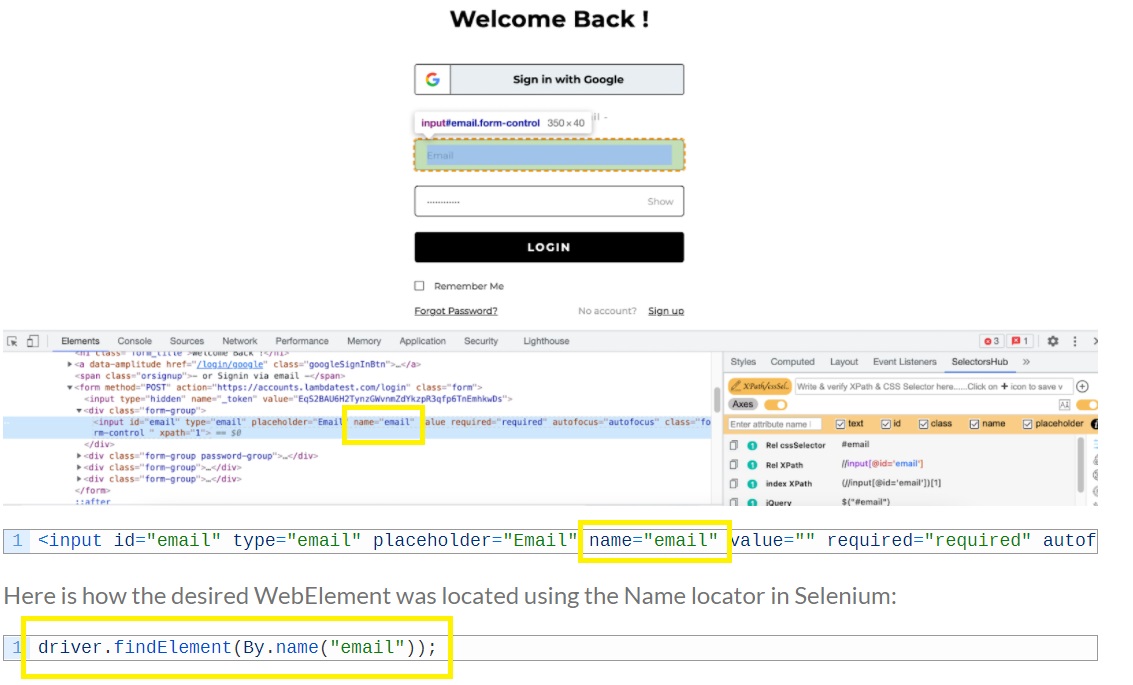 Welcome Back !
Sign in with Google
input#email.form-control 350 × 40
Email
Show
LOGIN
Remember Me
Forgot Password? No account? Sign up
Elements Console Sources Network Performance Memory Application Security Lighthouse 3 1
<h1 class="form_title">Welcome Back !</h1>
<a data-amplitude href="/login/google" class="googleSignInBtn">…</a>
<span class="orsignup">– or Signin via email –</span>
<form method="POST" action="https://accounts.lambdatest.com/login" class="form">
<input type="hidden" name="_token" value="EqS2BAU6H2TynzGWvnmZdYkzpR3qfp6TnEmhkwDs">
<div class="form-group">
<input id="email" type="email" placeholder="Email" name="email" value required="required" autofocus="autofocus" class="fo
rm-control " xpath="1"> == $0
</div>
<div class="form-group password-group">…</div>
<div class="form-group">…</div>
<div class="form-group">…</div>
</form>
::after
Styles Computed Layout Event Listeners SelectorsHub »
XPath/cssSel.. Write & verify XPath & CSS Selector here......Click on + icon to save v
Axes
Enter attribute name text id class name placeholder
1 Rel cssSelector #email
1 Rel XPath //input[@id='email']
1 index XPath (//input[@id='email'])[1]
1 jQuery $("#email")
1 <input id="email" type="email" placeholder="Email" name="email" value="" required="required" autof
Here is how the desired WebElement was located using the Name locator in Selenium:
1 driver.findElement(By.name("email"));